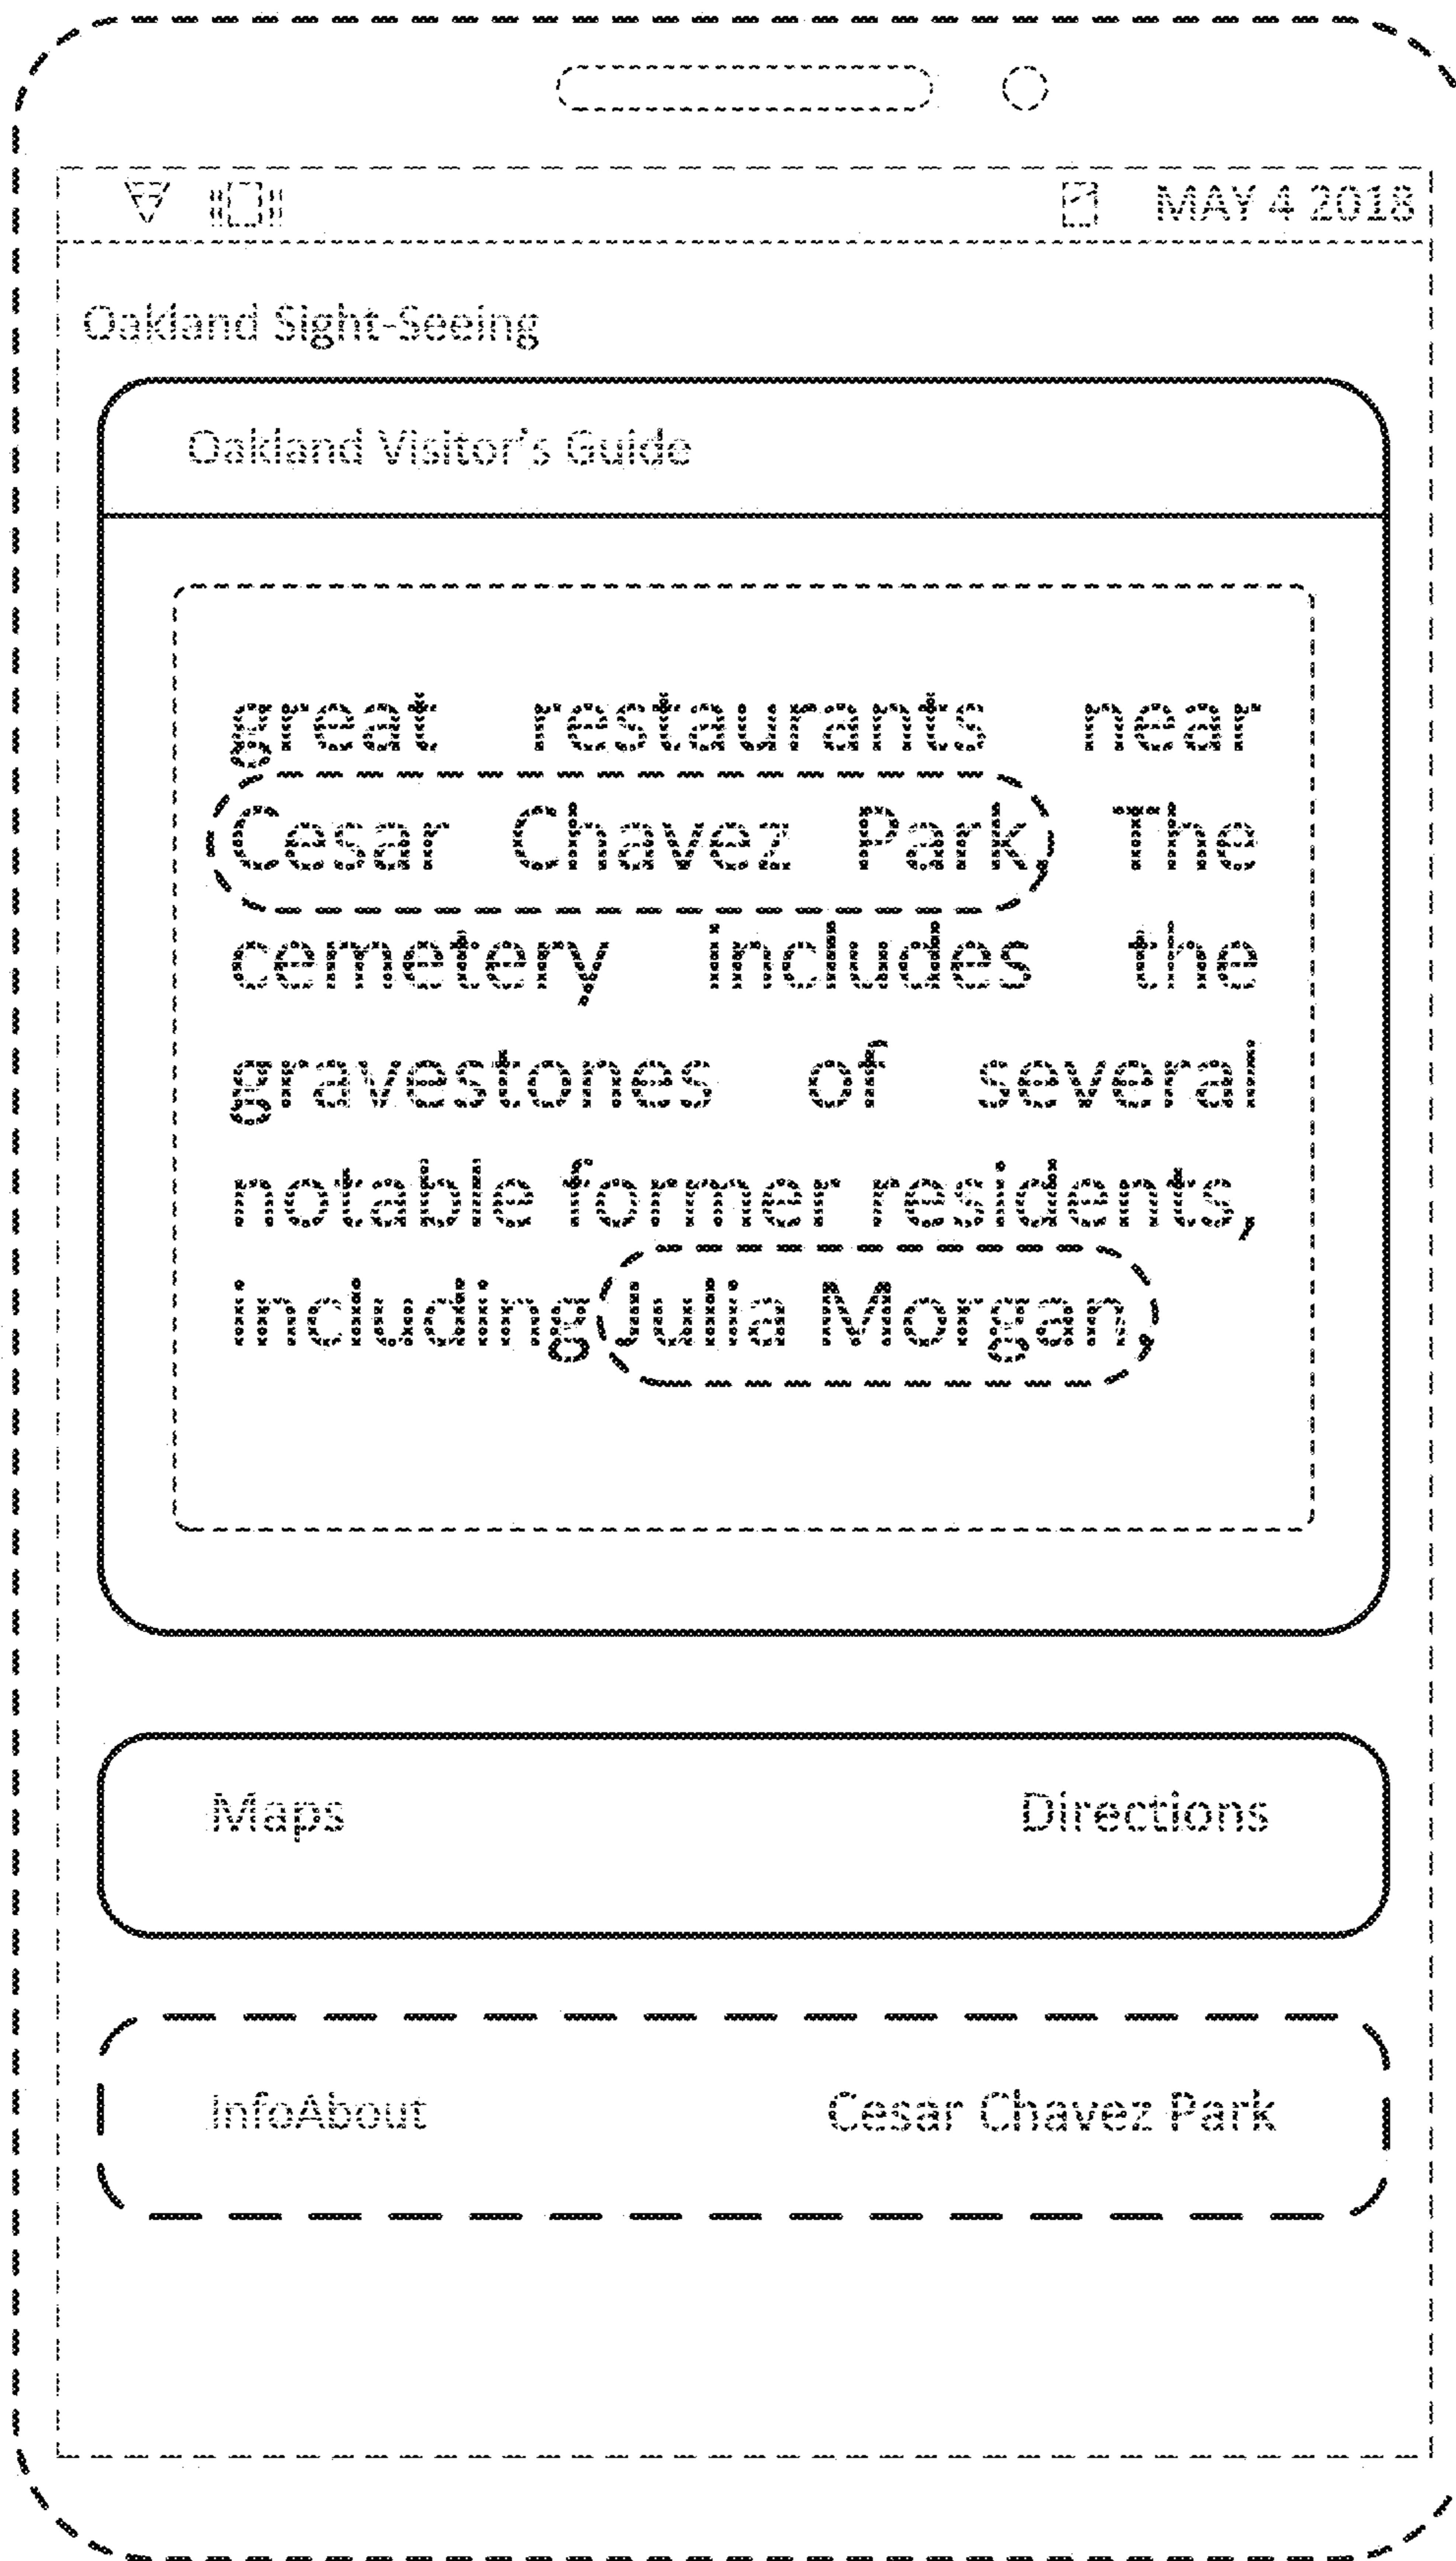 MAY 4 2018
Oakland Sight-Seeing
Oakland Visitor's Guide
great restaurants near
Cesar Chavez Park The
cemetery includes the
gravestones of several
notable former residents,
including Julia Morgan,
Maps Directions
InfoAbout Cesar Chavez Park